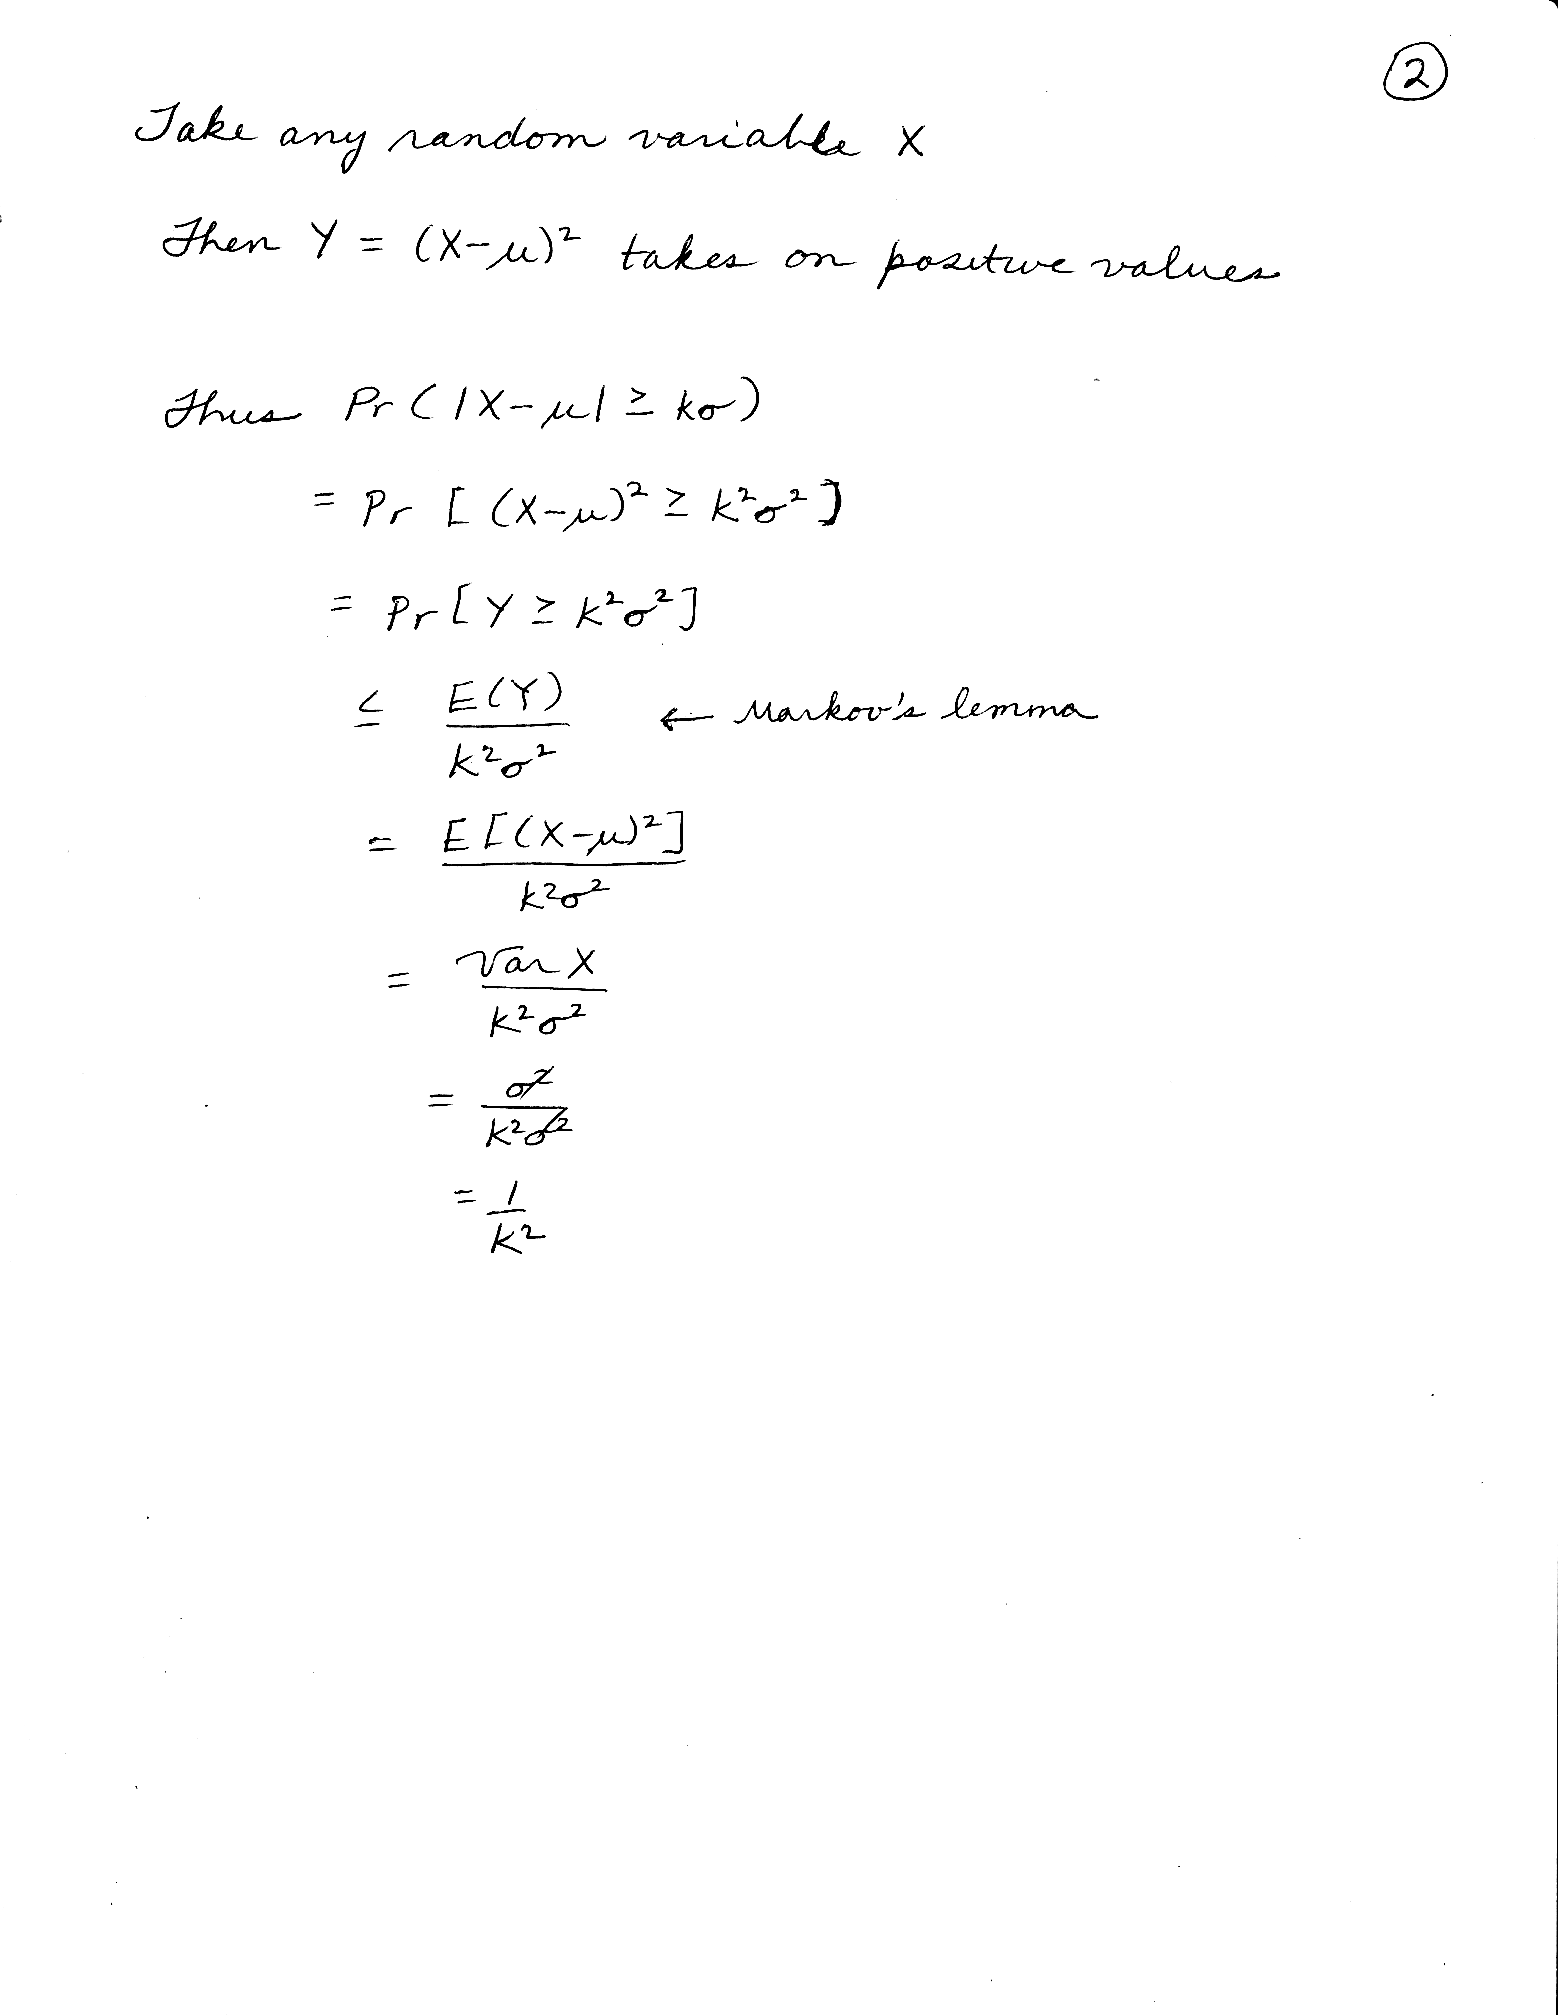 ②
Take any random variable X
Then Y = (X-μ)² takes on positive values
Thus Pr (|X-μ| ≥ kσ)
= Pr [(X-μ)² ≥ k²σ²]
= Pr [Y ≥ k²σ²]
≤ E(Y) / k²σ² ← Markov's lemma
= E[(X-μ)²] / k²σ²
= Var X / k²σ²
= σ² / k²σ²
= 1 / k²